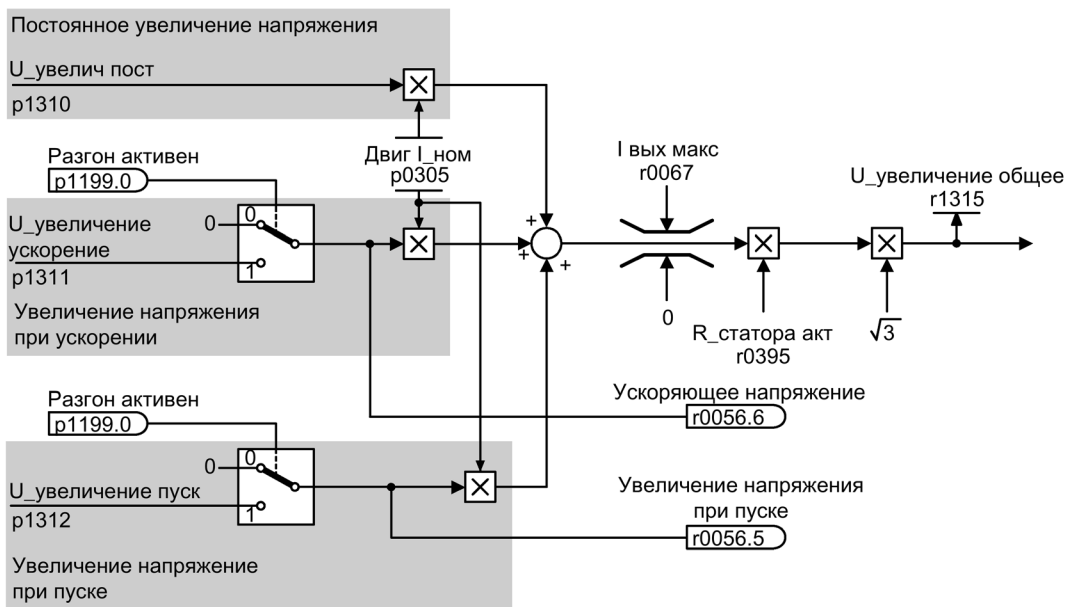 Постоянное увеличение напряжения
U_увелич пост
p1310
Разгон активен
p1199.0
Двиг I_ном
p0305
I вых макс
r0067
U_увеличение общее
r1315
U_увеличение
ускорение
p1311
0
0
1
+
+
+
0
R_статора акт
r0395
√3
Увеличение напряжения
при ускорении
Ускоряющее напряжение
r0056.6
Разгон активен
p1199.0
U_увеличение пуск
p1312
0
0
1
Увеличение напряжения
при пуске
r0056.5
Увеличение напряжение
при пуске